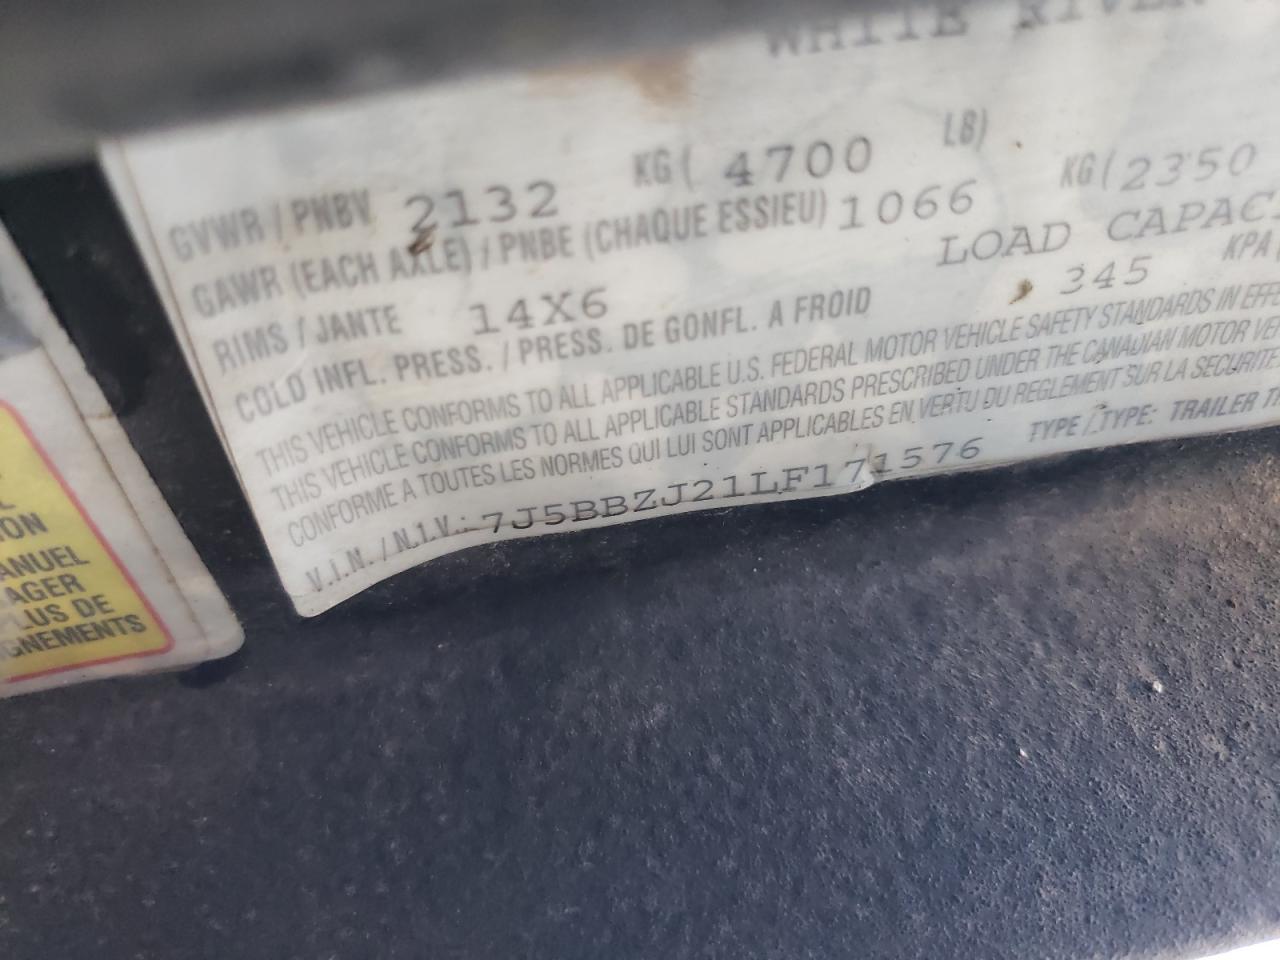 WHITE RIVER
GVWR / PNBV 2132 KG ( 4700 LB)
GAWR (EACH AXLE) / PNBE (CHAQUE ESSIEU) 1066 KG ( 2350
RIMS / JANTE 14X6 LOAD CAPAC
COLD INFL. PRESS. / PRESS. DE GONFL. A FROID 345 KPA
THIS VEHICLE CONFORMS TO ALL APPLICABLE U.S. FEDERAL MOTOR VEHICLE SAFETY STANDARDS IN EFFE
THIS VEHICLE CONFORMS TO ALL APPLICABLE STANDARDS PRESCRIBED UNDER THE CANADIAN MOTOR VE
CONFORME A TOUTES LES NORMES QUI LUI SONT APPLICABLES EN VERTU DU REGLEMENT SUR LA SECURITE
V.I.N. / N.I.V.: 7J5BBZJ21LF171576 TYPE / TYPE: TRAILER
L
ION
ANUEL
AGER
PLUS DE
IGNEMENTS